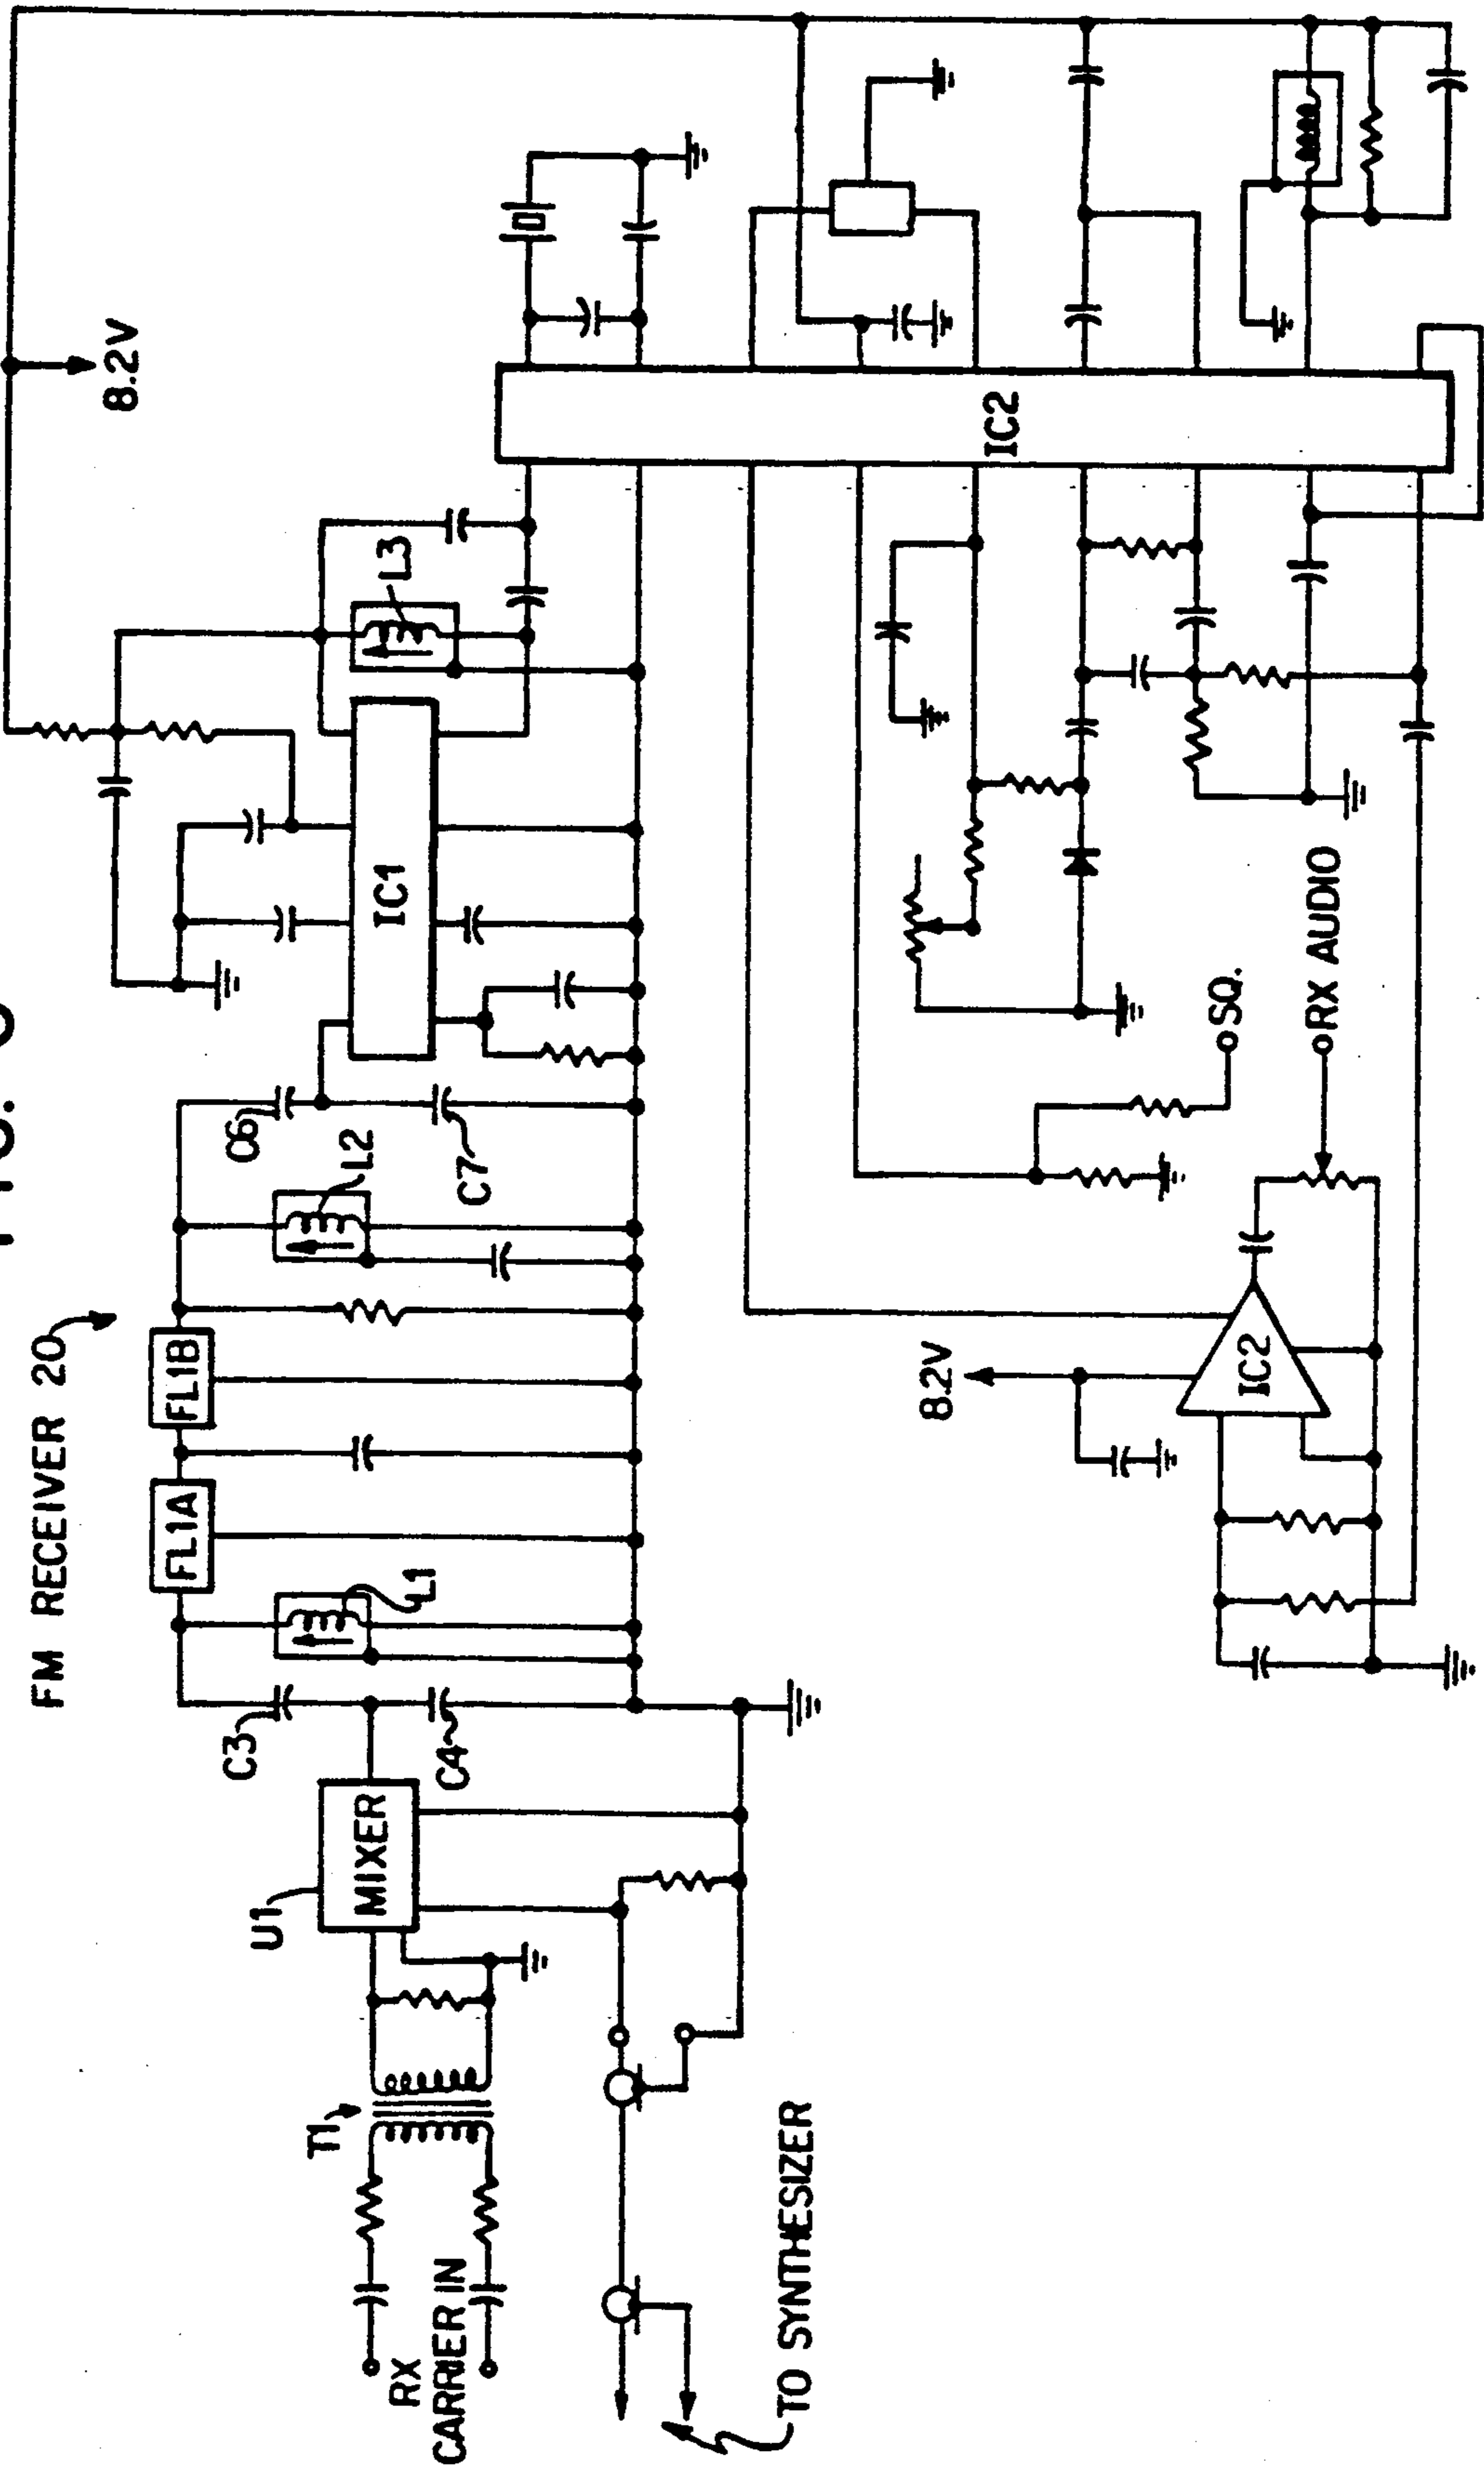 FM RECEIVER 20
8.2V
FL1A
FL1B
C3
L1
L2
C6
C7
IC1
L3
U1
MIXER
C4
T1
RX
CARRIER IN
TO SYNTHESIZER
IC2
8.2V
IC2
SQ.
RX AUDIO